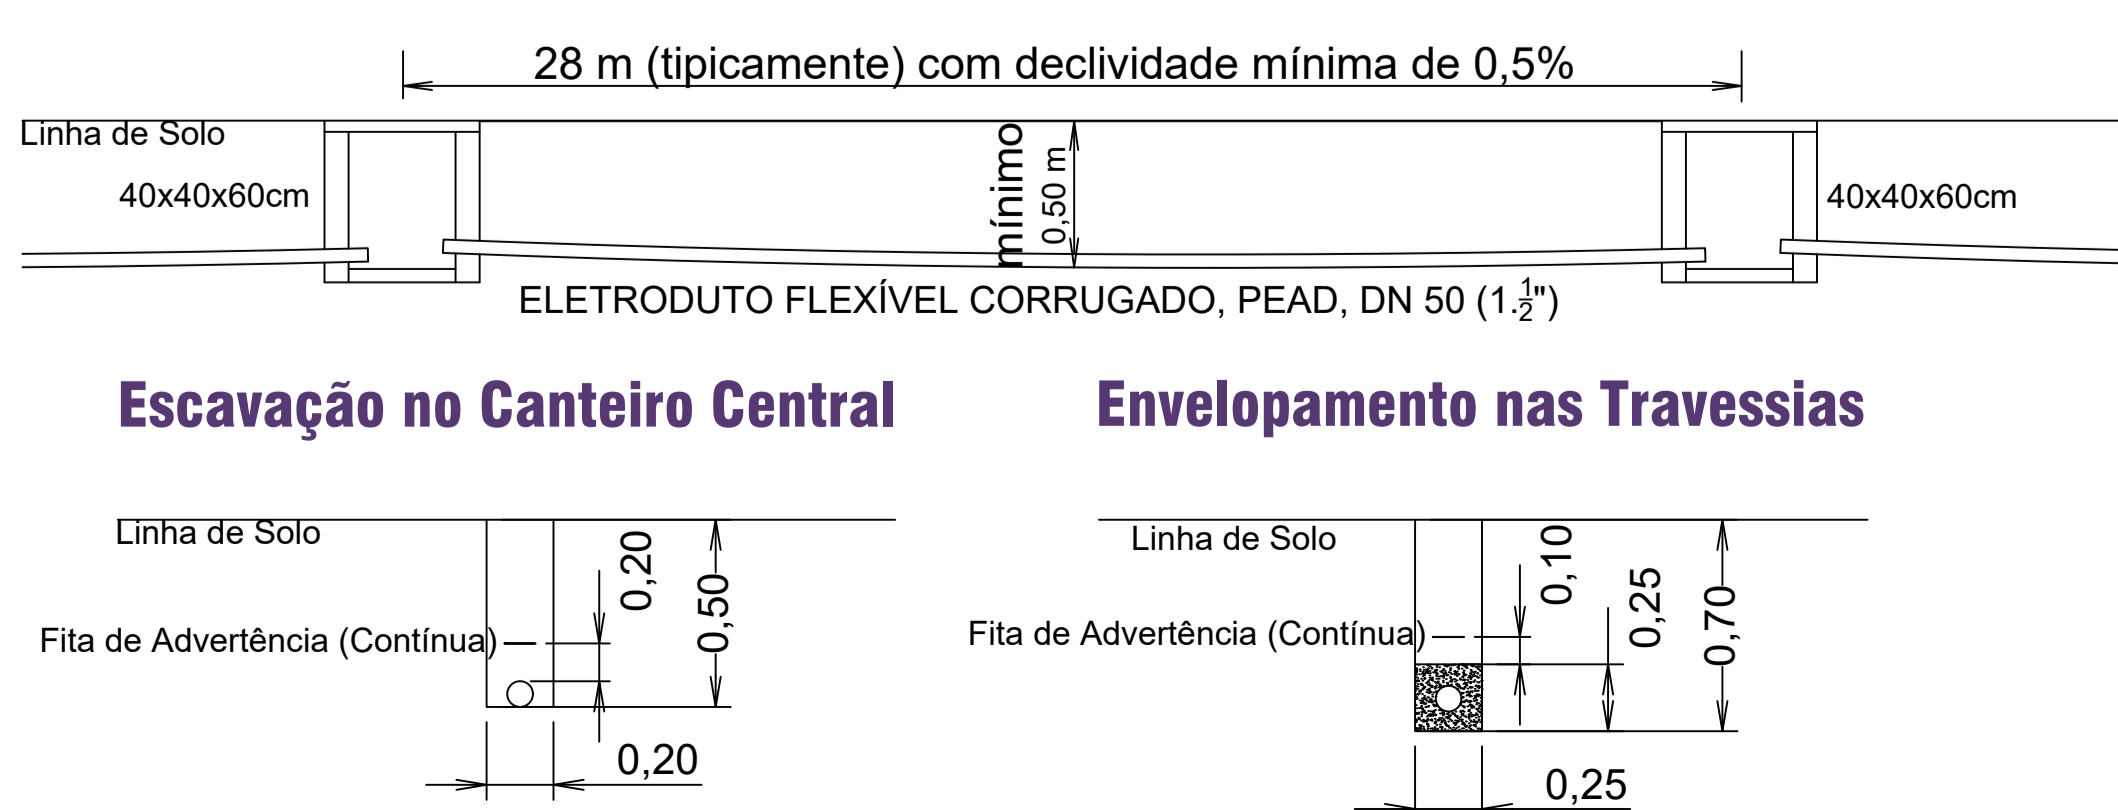 28 m (tipicamente) com declividade mínima de 0,5%
Linha de Solo
mínimo
0,50 m
40x40x60cm
40x40x60cm
ELETRODUTO FLEXÍVEL CORRUGADO, PEAD, DN 50 (1.½")
Escavação no Canteiro Central
Linha de Solo
0,20
0,50
Fita de Advertência (Contínua)
0,20
Envelopamento nas Travessias
Linha de Solo
0,10
0,25
0,70
Fita de Advertência (Contínua)
0,25